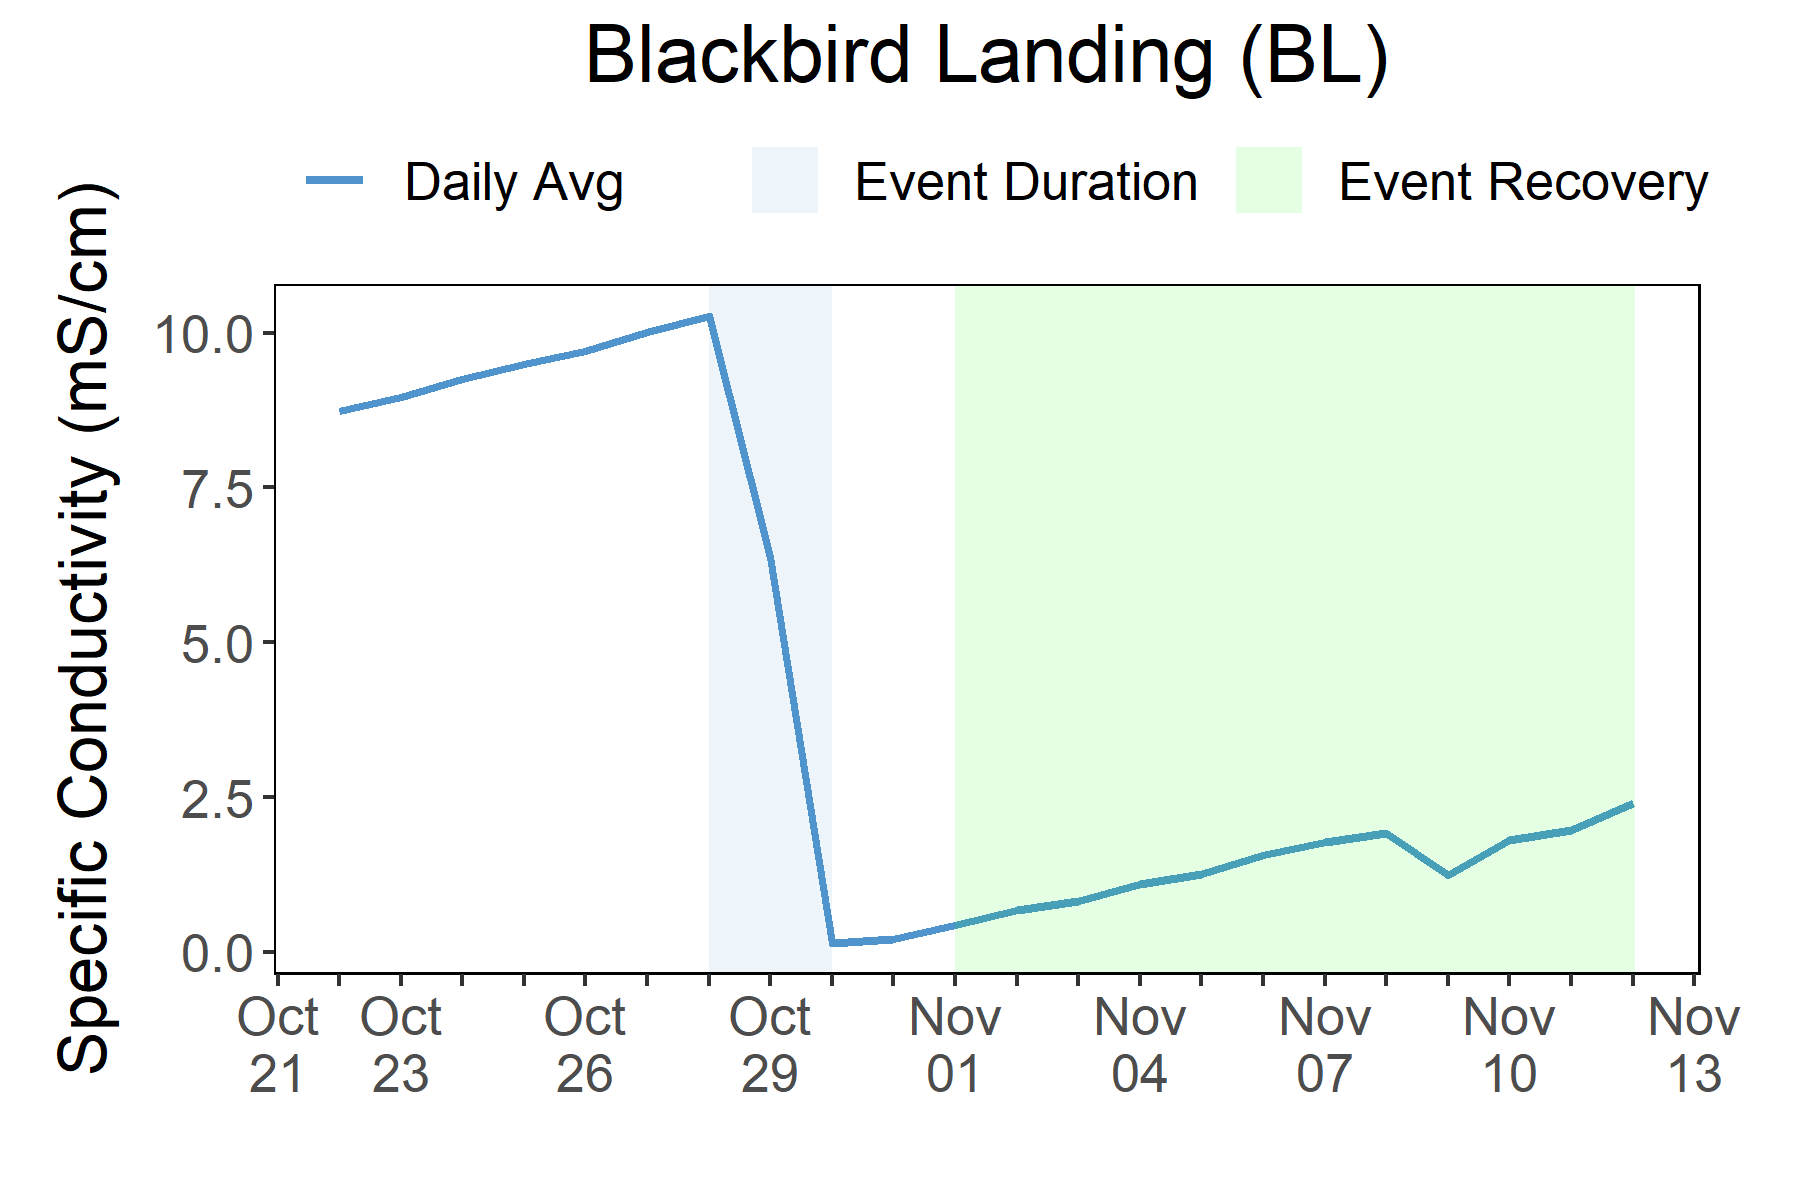 Blackbird Landing (BL)
Daily Avg
Event Duration
Event Recovery
Specific Conductivity (mS/cm)
10.0
7.5
5.0
2.5
0.0
Oct 21
Oct 23
Oct 26
Oct 29
Nov 01
Nov 04
Nov 07
Nov 10
Nov 13